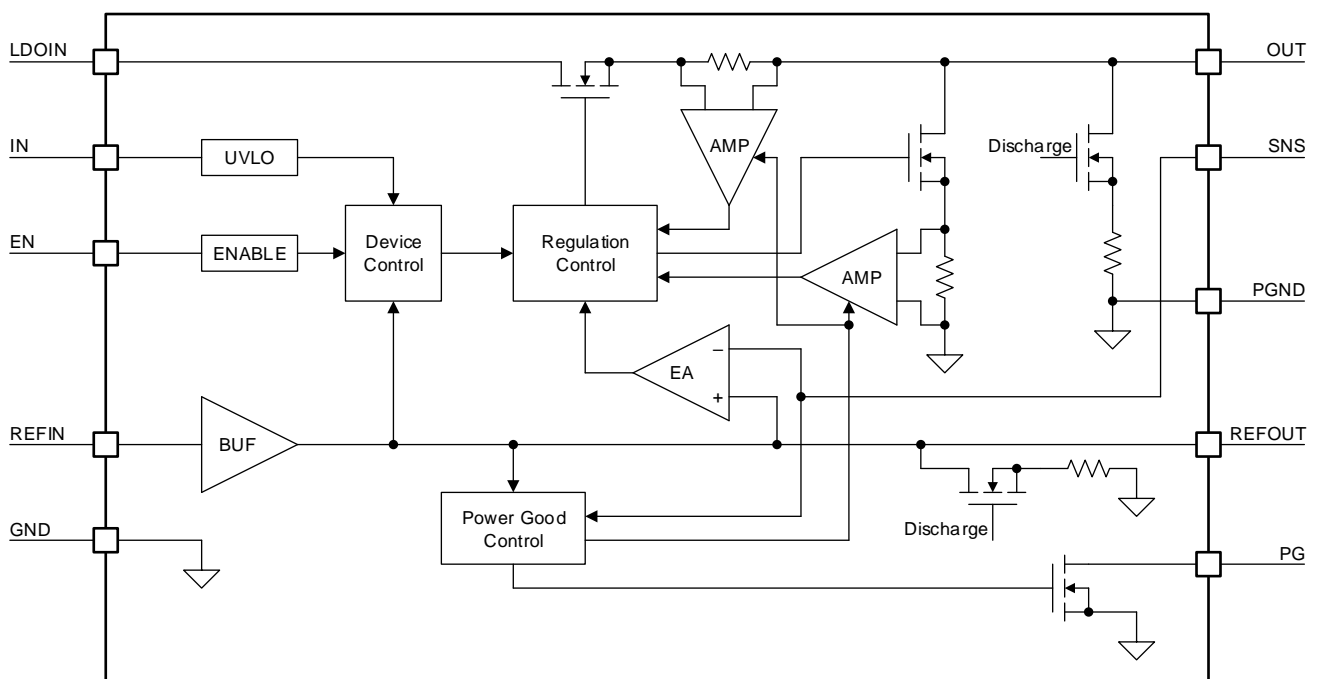 LDOIN
OUT
IN
UVLO
AMP
Discharge
SNS
EN
ENABLE
Device
Control
Regulation
Control
AMP
PGND
EA
−
+
REFIN
BUF
REFOUT
GND
Power Good
Control
Discharge
PG